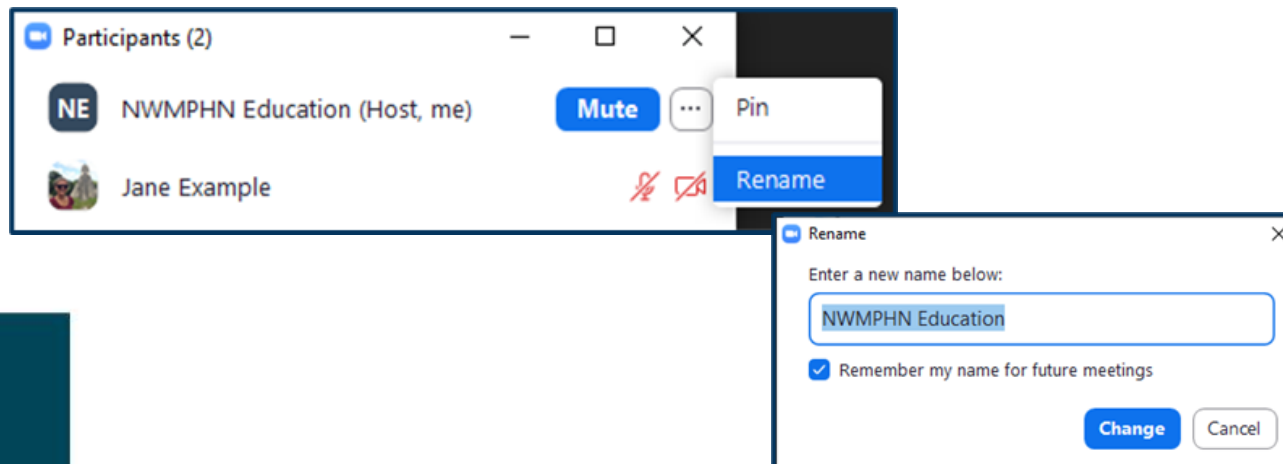 Participants (2)
NE NWMPHN Education (Host, me) Mute ... Pin
Jane Example Rename
Rename
Enter a new name below:
NWMPHN Education
Remember my name for future meetings
Change Cancel